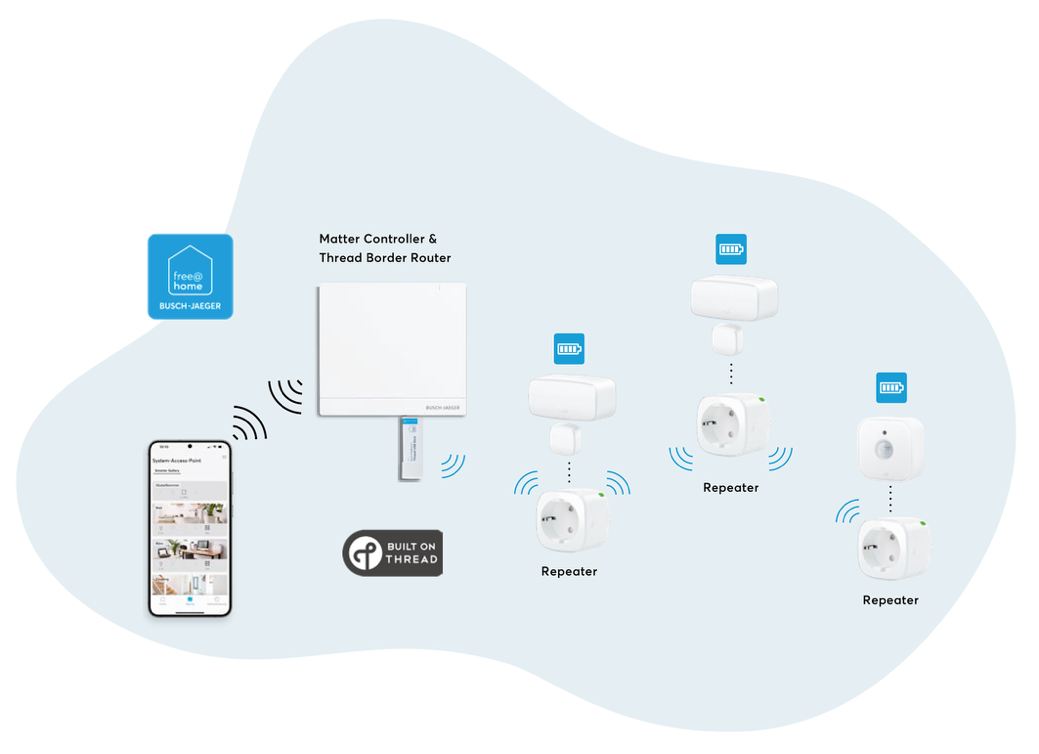 Matter Controller &
Thread Border Router
free@
home
BUSCH-JAEGER
BUSCH-JAEGER
System-Access-Point
BUILT ON
THREAD
Repeater
Repeater
Repeater